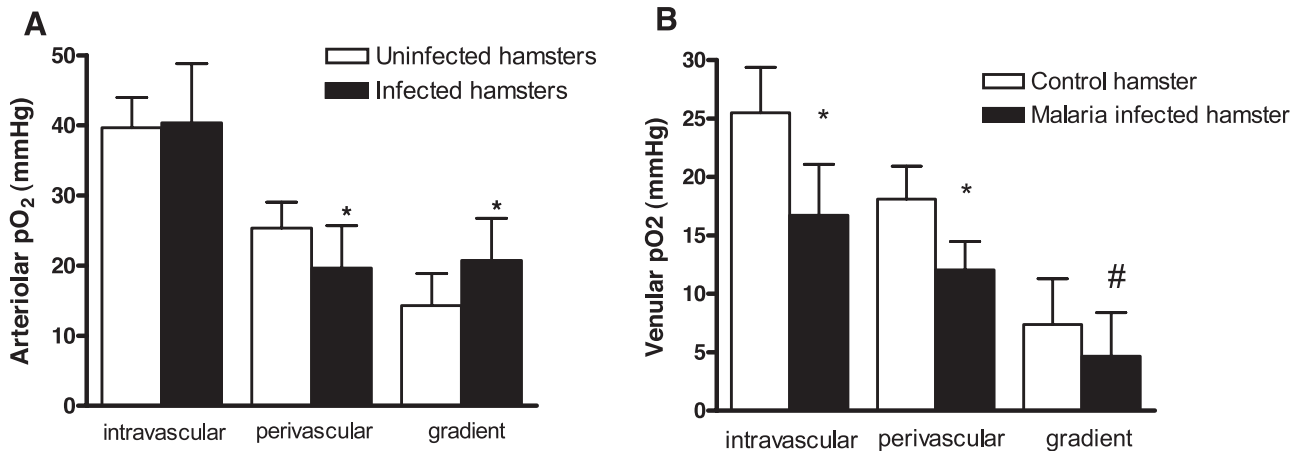 A
Arteriolar pO2 (mmHg)
50
40
30
20
10
0
Uninfected hamsters
Infected hamsters
*
*
intravascular perivascular gradient
B
Venular pO2 (mmHg)
30
25
20
15
10
5
0
Control hamster
Malaria infected hamster
*
*
#
intravascular perivascular gradient